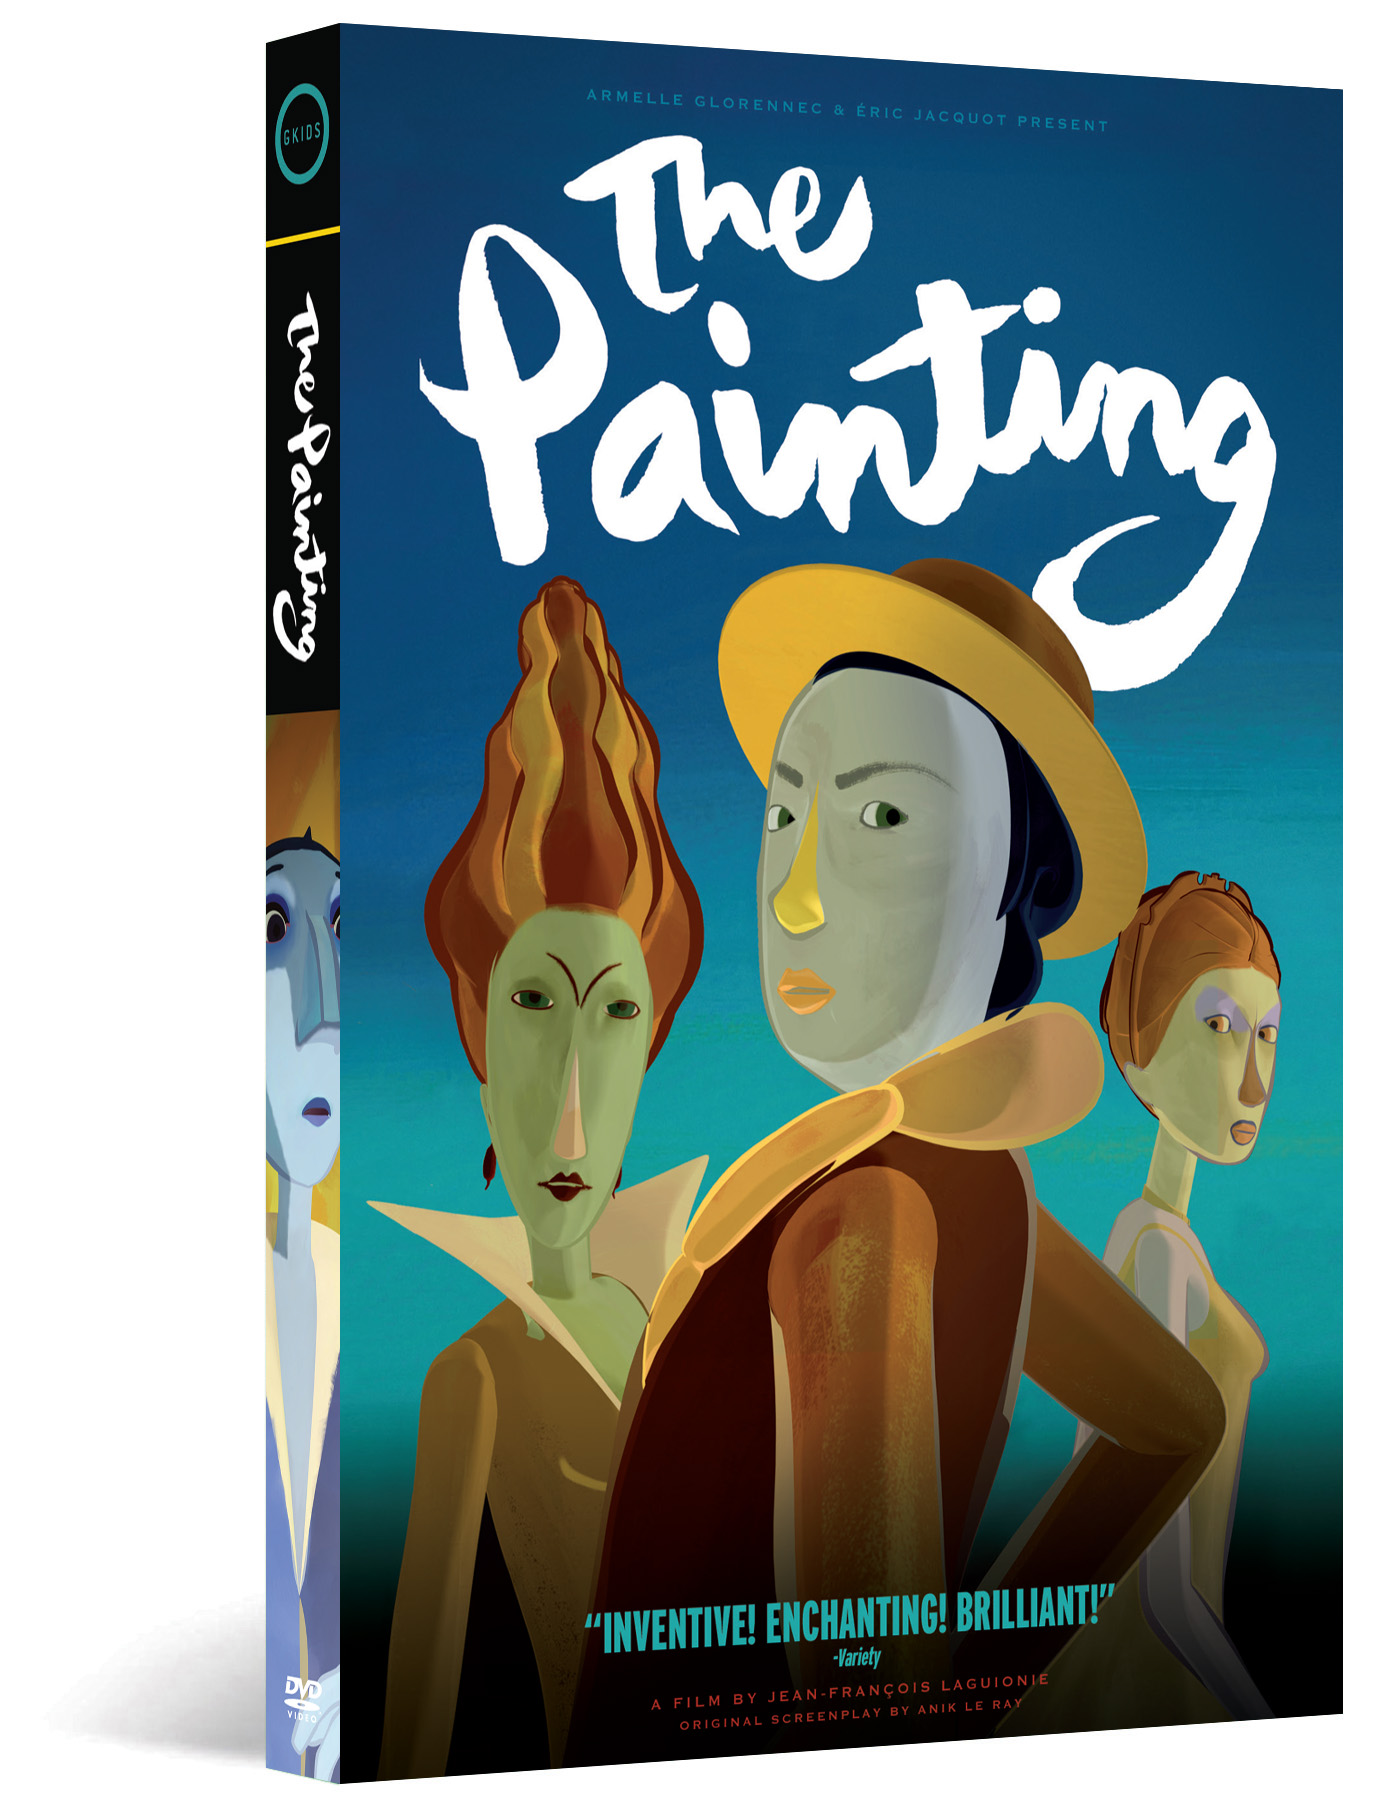 GKIDS
The Painting
DVD
VIDEO
ARMELLE GLORENNEC & ÉRIC JACQUOT PRESENT
The
Painting
“INVENTIVE! ENCHANTING! BRILLIANT!”
-Variety
A FILM BY JEAN-FRANÇOIS LAGUIONIE
ORIGINAL SCREENPLAY BY ANIK LE RAY